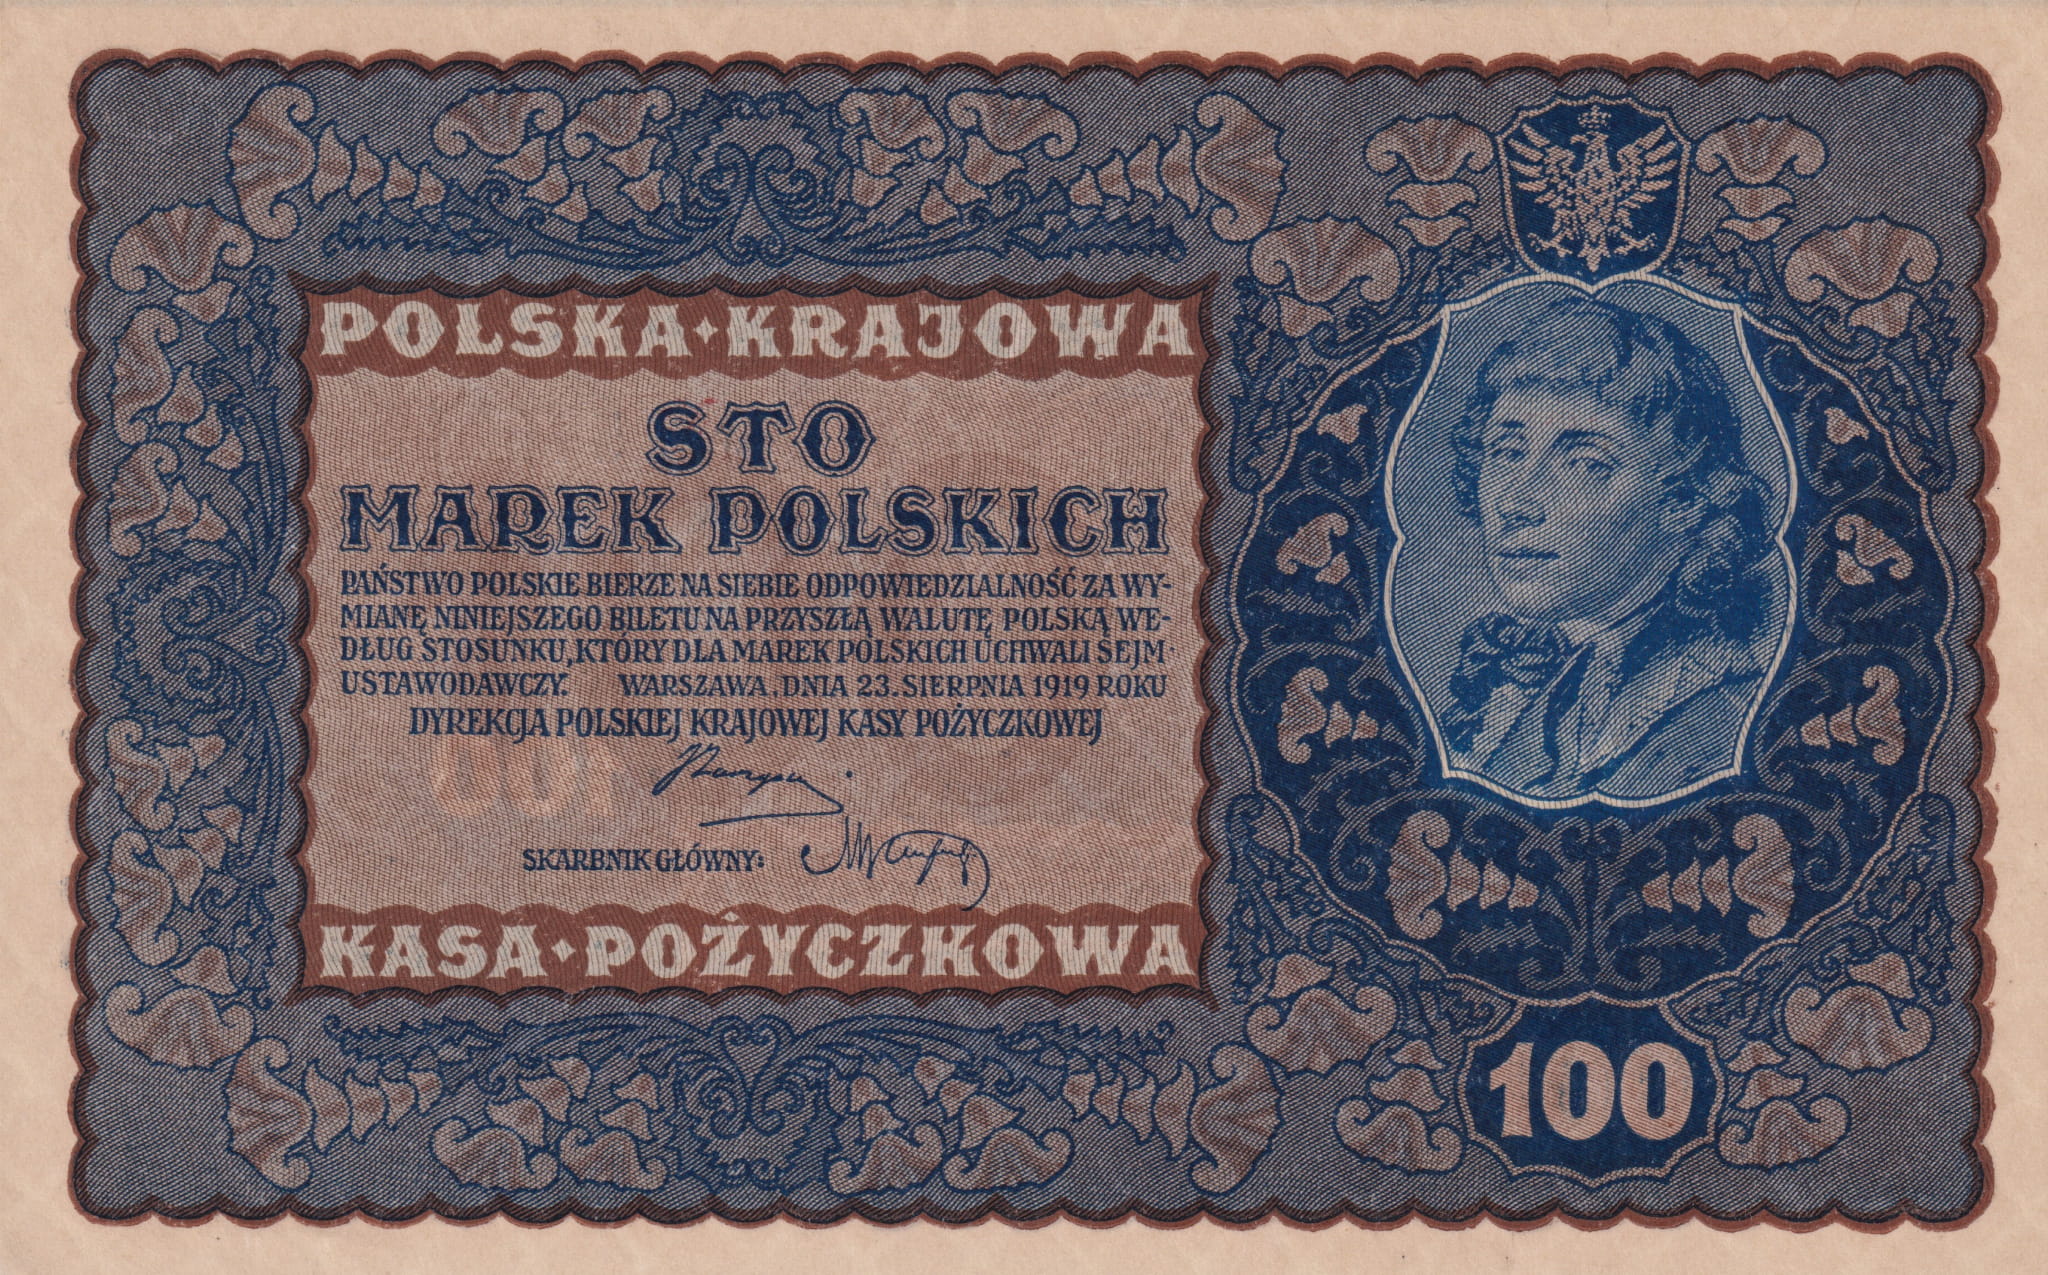 POLSKA · KRAJOWA
STO
MAREK POLSKICH
PAŃSTWO POLSKIE BIERZE NA SIEBIE ODPOWIEDZIALNOŚĆ ZA WY-
MIANĘ NINIEJSZEGO BILETU NA PRZYSZŁĄ WALUTĘ POLSKĄ WE-
DŁUG STOSUNKU, KTÓRY DLA MAREK POLSKICH UCHWALI SEJM
USTAWODAWCZY. WARSZAWA, DNIA 23. SIERPNIA 1919 ROKU
DYREKCJA POLSKIEJ KRAJOWEJ KASY POŻYCZKOWEJ
SKARBNIK GŁÓWNY:
KASA · POŻYCZKOWA
100